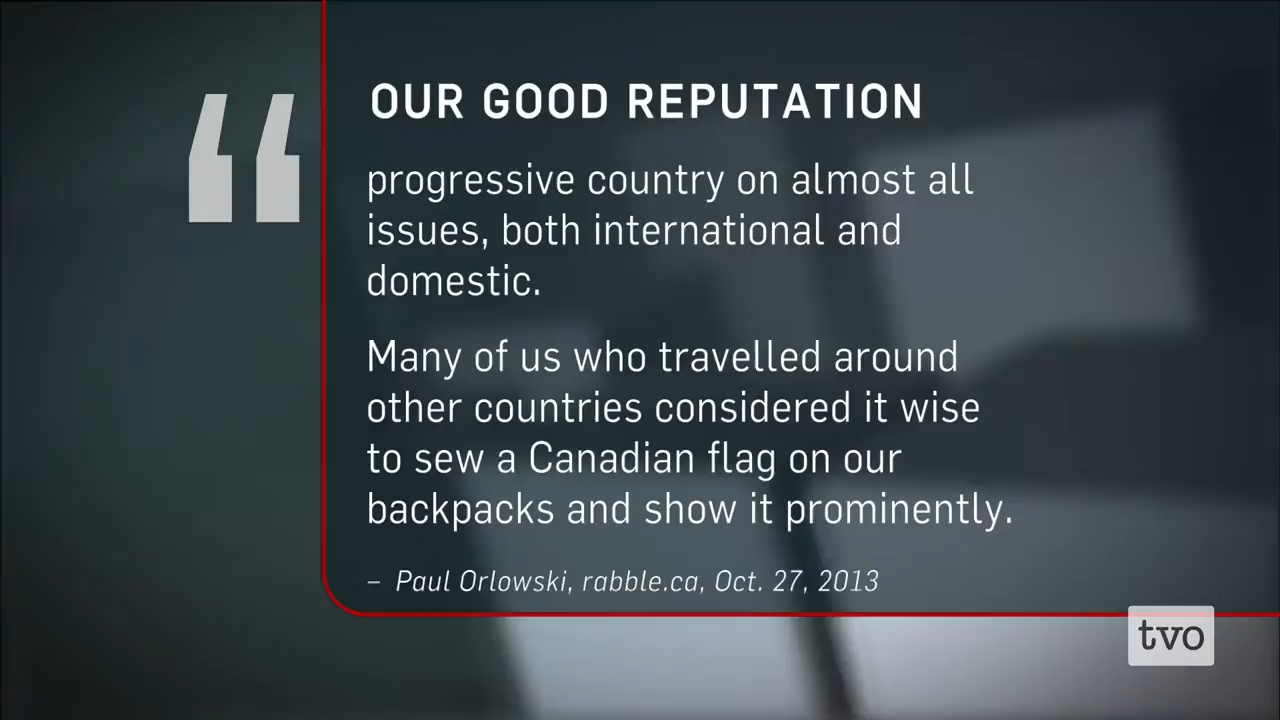 “
OUR GOOD REPUTATION
progressive country on almost all
issues, both international and
domestic.
Many of us who travelled around
other countries considered it wise
to sew a Canadian flag on our
backpacks and show it prominently.
– Paul Orlowski, rabble.ca, Oct. 27, 2013
tvo